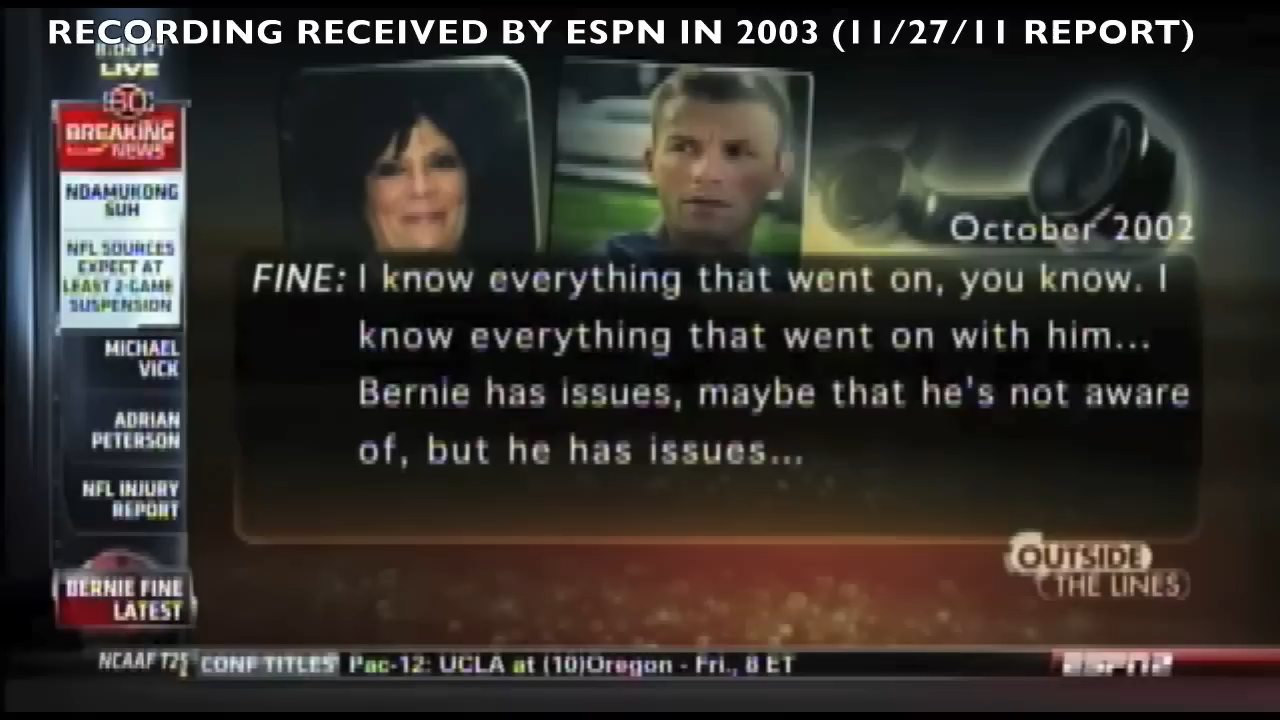 RECORDING RECEIVED BY ESPN IN 2003 (11/27/11 REPORT)
LIVE
BREAKING
NEWS
NDAMUKONG
SUH
NFL SOURCES
EXPECT AT
LEAST 2-GAME
SUSPENSION
MICHAEL
VICK
ADRIAN
PETERSON
NFL INJURY
REPORT
BERNIE FINE
LATEST
October 2002
FINE: I know everything that went on, you know. I
know everything that went on with him...
Bernie has issues, maybe that he's not aware
of, but he has issues...
OUTSIDE
THE LINES
NCAAF T25 CONF TITLES Pac-12: UCLA at (10)Oregon - Fri., 8 ET
ESPN2